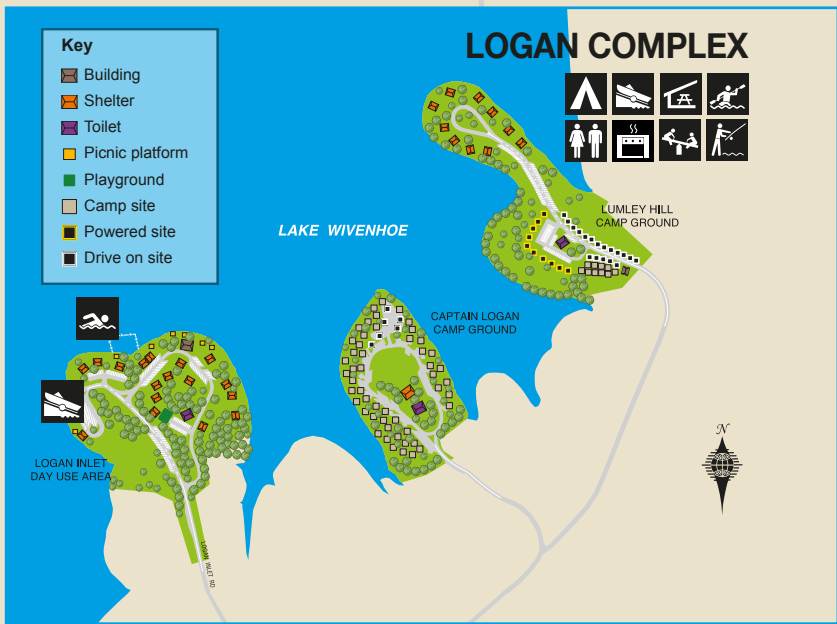 LOGAN COMPLEX
Key
Building
Shelter
Toilet
Picnic platform
Playground
Camp site
Powered site
Drive on site
LAKE WIVENHOE
LUMLEY HILL
CAMP GROUND
CAPTAIN LOGAN
CAMP GROUND
LOGAN INLET
DAY USE AREA
LOGAN INLET RD
N